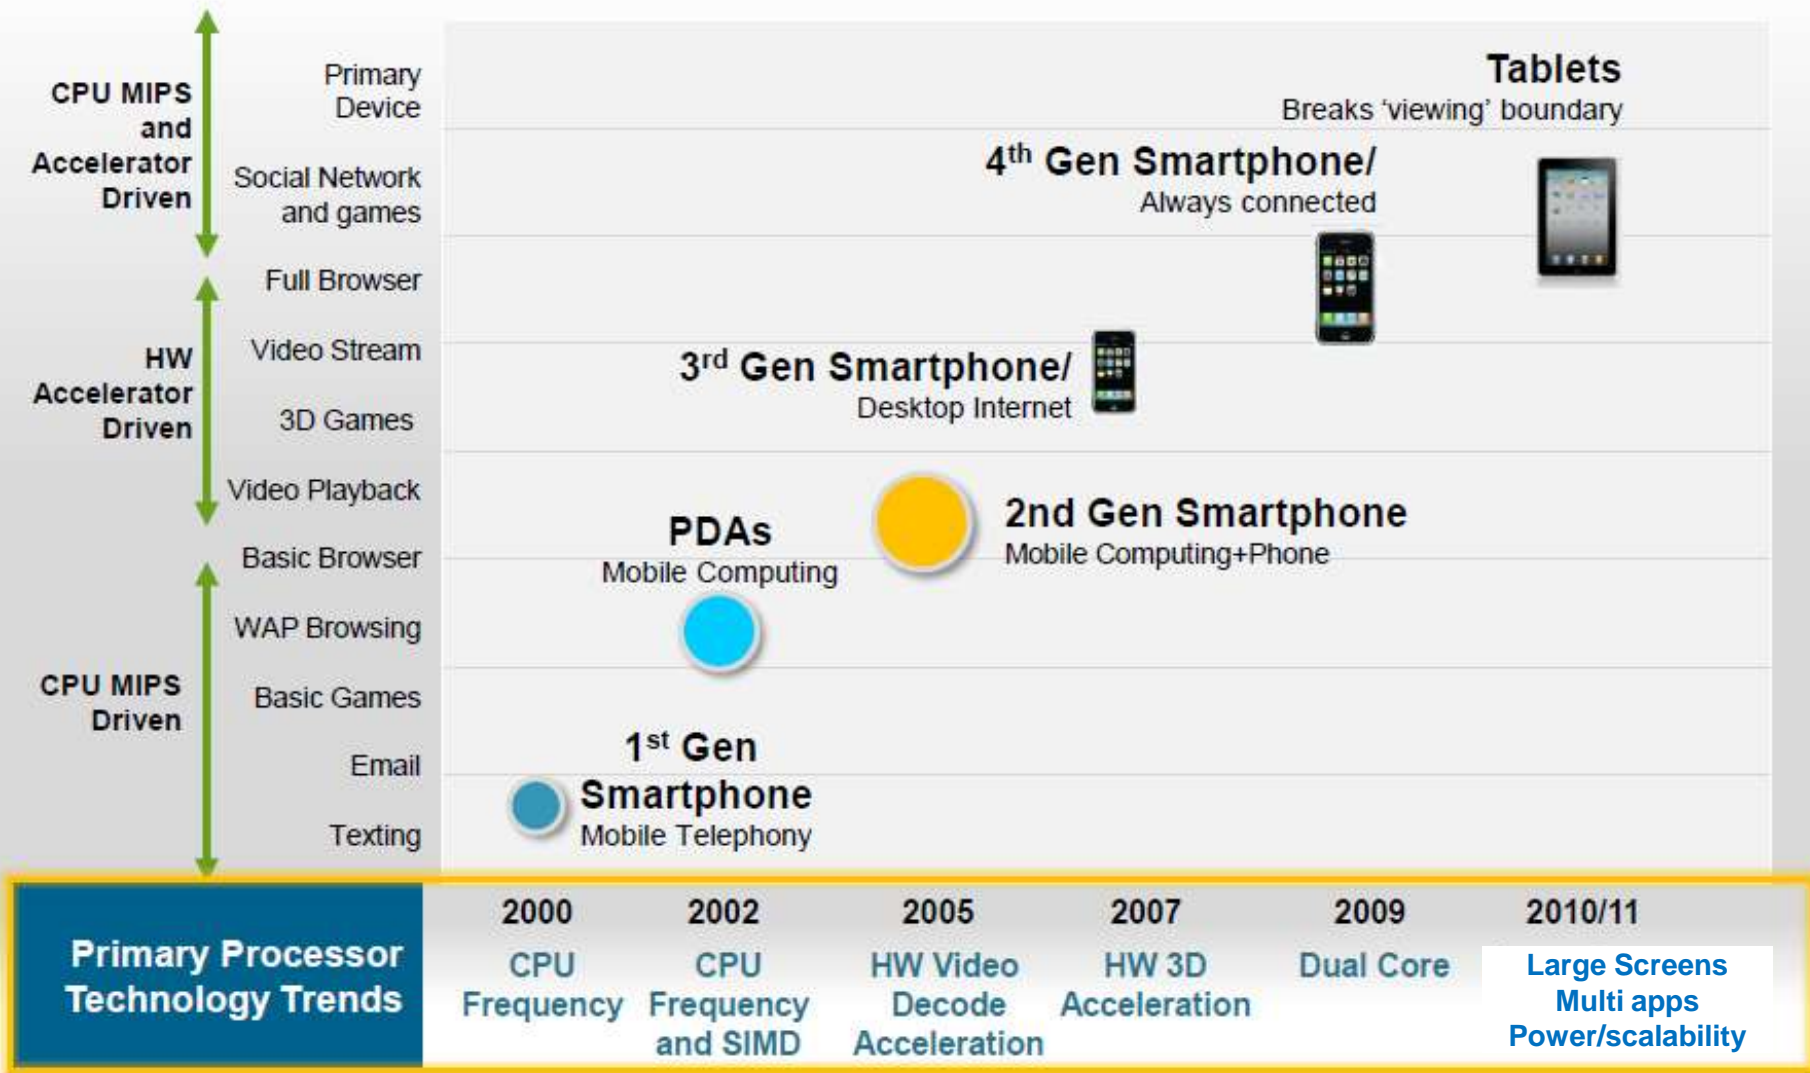 CPU MIPS
and
Accelerator
Driven
HW
Accelerator
Driven
CPU MIPS
Driven
Primary
Device
Social Network
and games
Full Browser
Video Stream
3D Games
Video Playback
Basic Browser
WAP Browsing
Basic Games
Email
Texting
Tablets
Breaks ‘viewing’ boundary
4th Gen Smartphone/
Always connected
3rd Gen Smartphone/
Desktop Internet
2nd Gen Smartphone
Mobile Computing+Phone
PDAs
Mobile Computing
1st Gen
Smartphone
Mobile Telephony
Primary Processor
Technology Trends
2000
CPU
Frequency
2002
CPU
Frequency
and SIMD
2005
HW Video
Decode
Acceleration
2007
HW 3D
Acceleration
2009
Dual Core
2010/11
Large Screens
Multi apps
Power/scalability